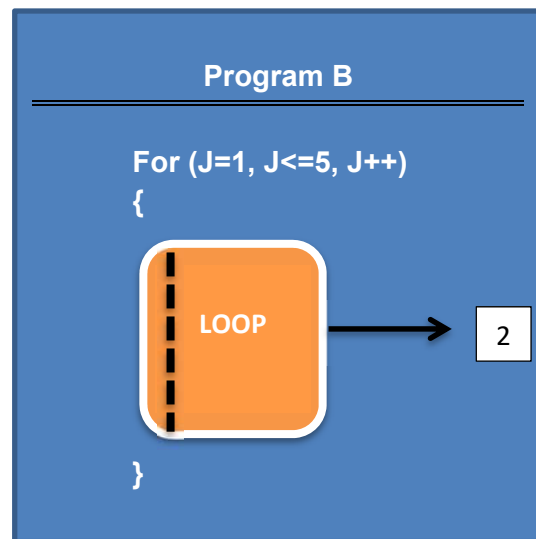 Program B
For (J=1, J<=5, J++)
{
LOOP
2
}